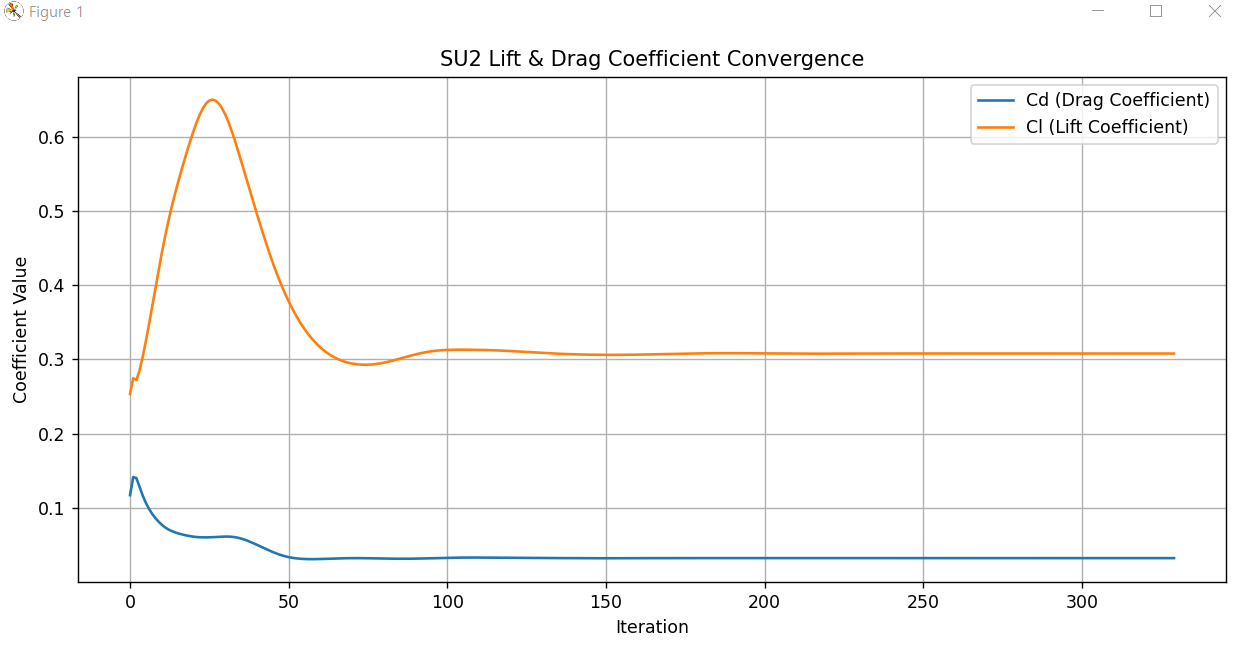 Figure 1
SU2 Lift & Drag Coefficient Convergence
Cd (Drag Coefficient)
Cl (Lift Coefficient)
Coefficient Value
0.6
0.5
0.4
0.3
0.2
0.1
0 50 100 150 200 250 300
Iteration